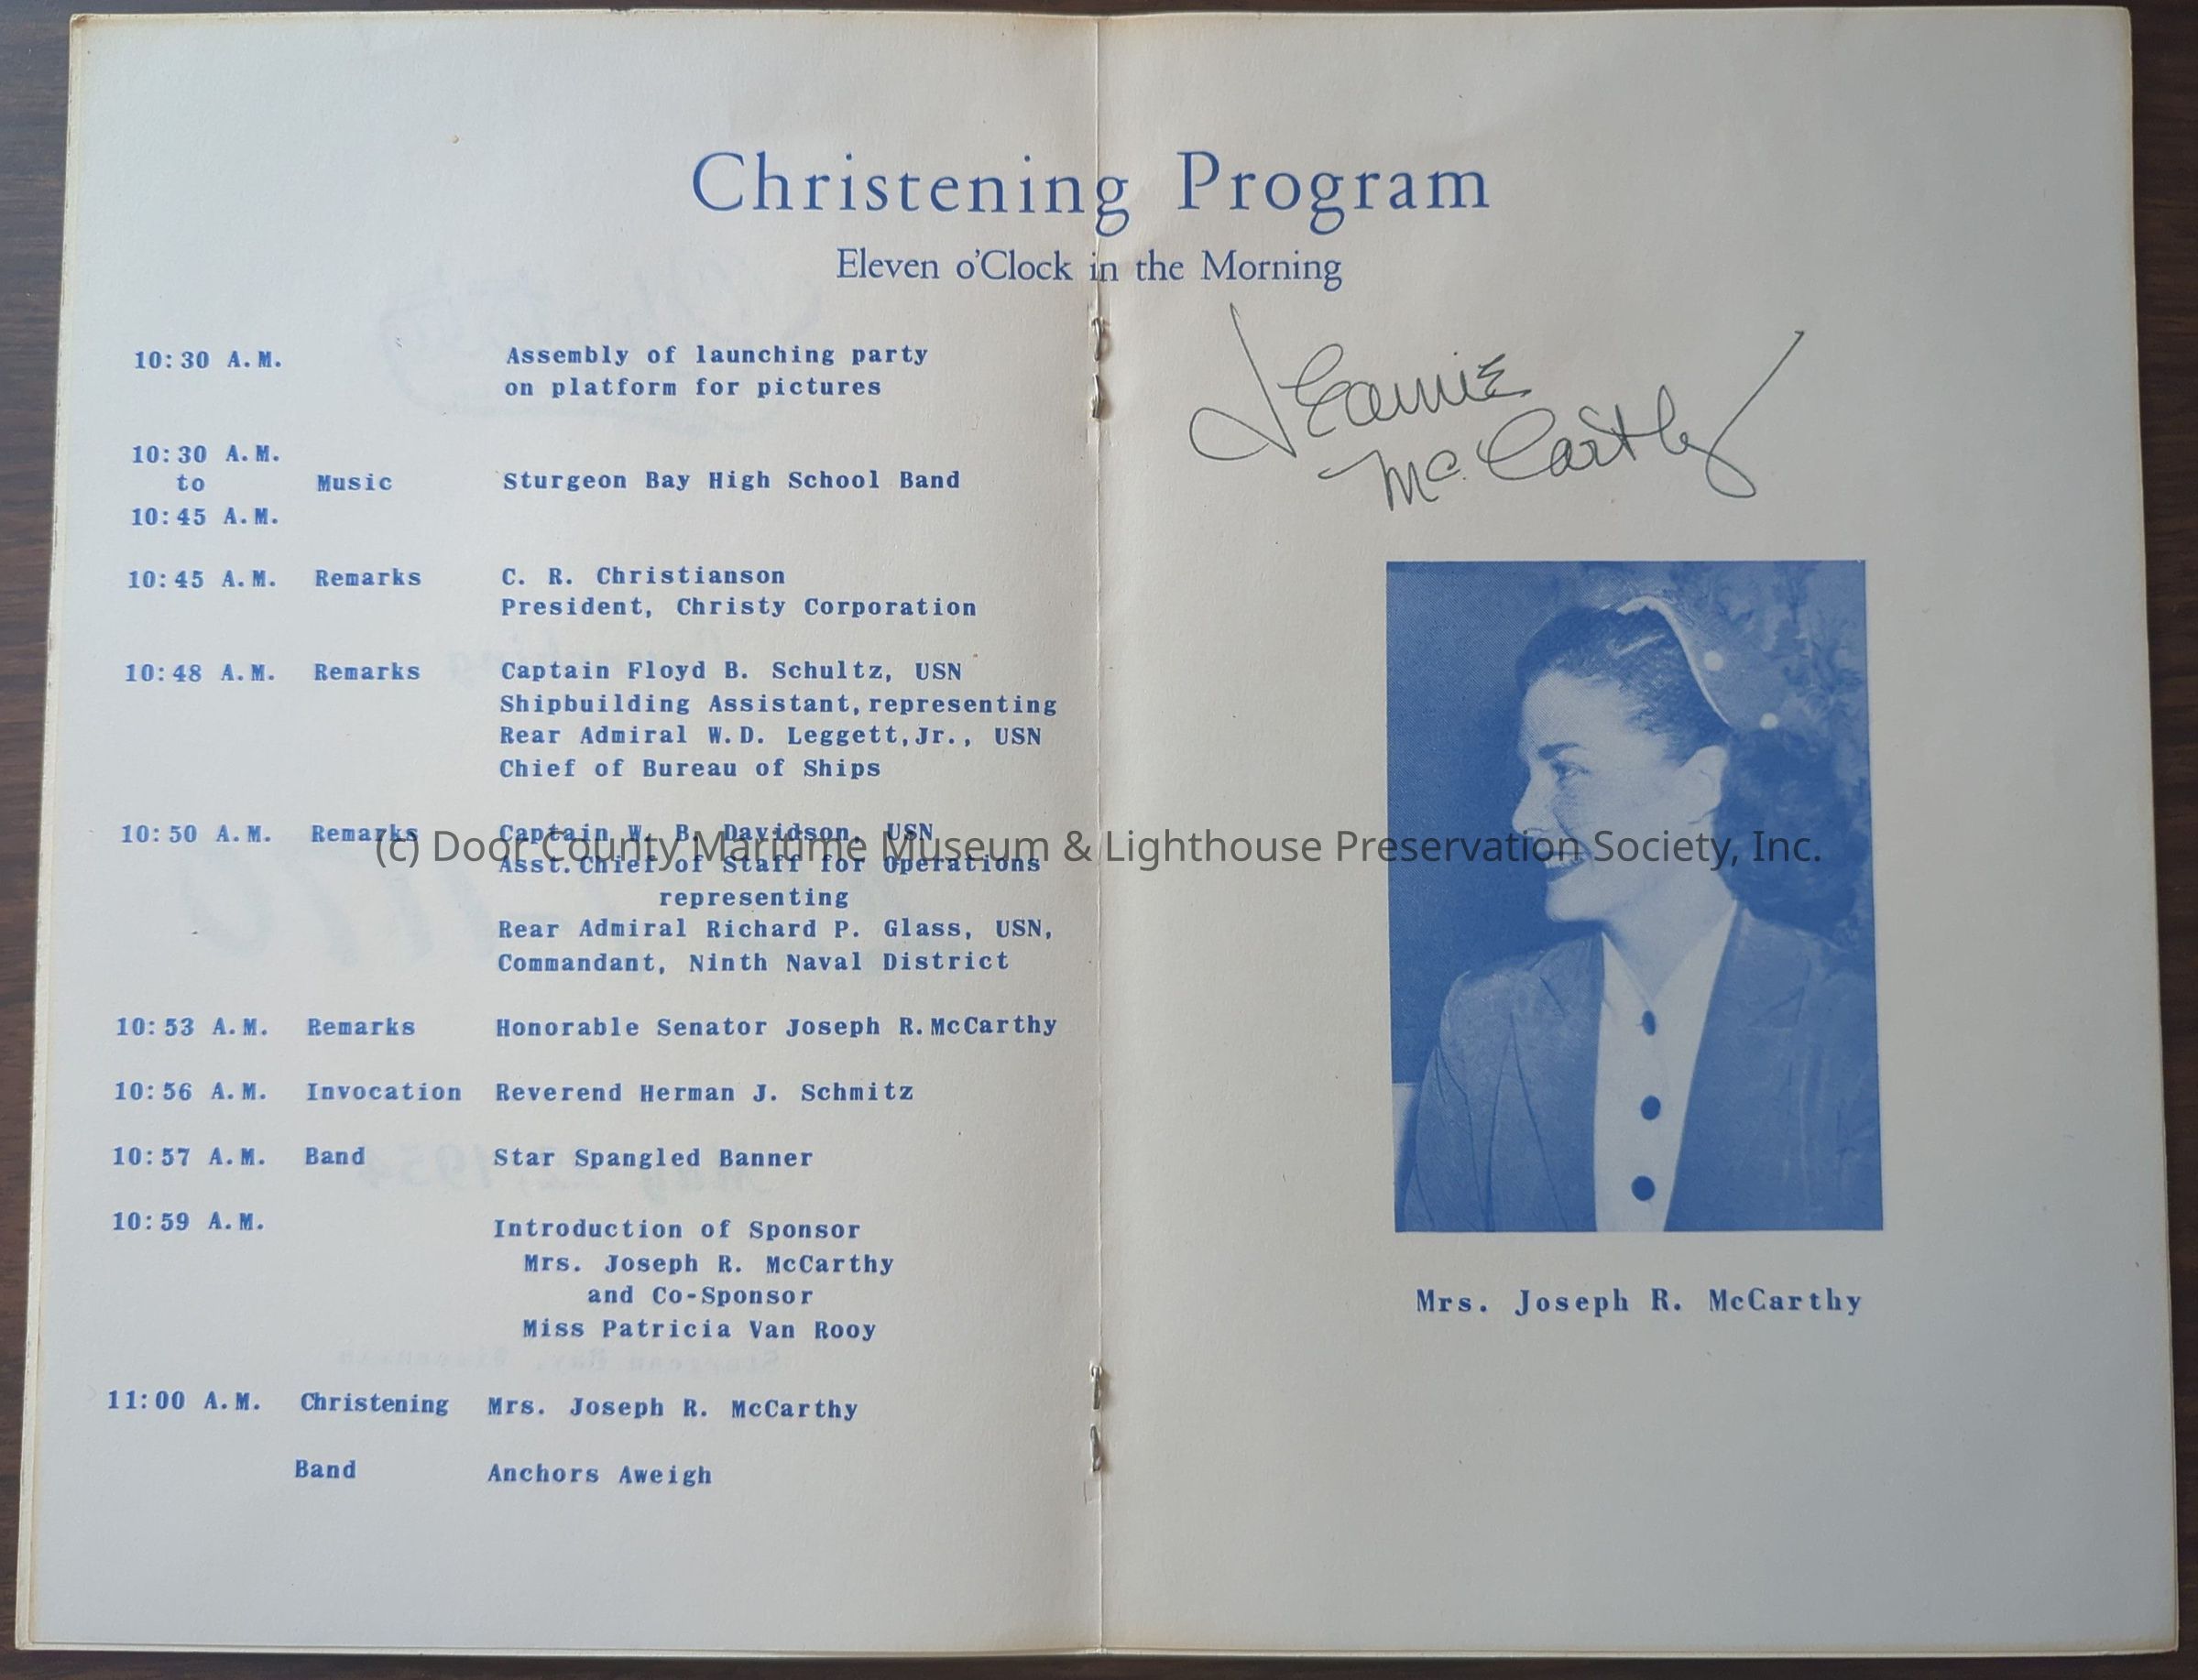 Christening Program
Eleven o'Clock in the Morning
10:30 A.M. Assembly of launching party
on platform for pictures
10:30 A.M.
to Music Sturgeon Bay High School Band
10:45 A.M.
10:45 A.M. Remarks C. R. Christianson
President, Christy Corporation
10:48 A.M. Remarks Captain Floyd B. Schultz, USN
Shipbuilding Assistant, representing
Rear Admiral W.D. Leggett, Jr., USN
Chief of Bureau of Ships
10:50 A.M. Remarks Captain W. B. Davidson, USN
Asst. Chief of Staff for Operations
representing
Rear Admiral Richard P. Glass, USN,
Commandant, Ninth Naval District
10:53 A.M. Remarks Honorable Senator Joseph R. McCarthy
10:56 A.M. Invocation Reverend Herman J. Schmitz
10:57 A.M. Band Star Spangled Banner
10:59 A.M. Introduction of Sponsor
Mrs. Joseph R. McCarthy
and Co-Sponsor
Miss Patricia Van Rooy
11:00 A.M. Christening Mrs. Joseph R. McCarthy
Band Anchors Aweigh
Jeannie
McCarthy
Mrs. Joseph R. McCarthy
(c) Door County Maritime Museum & Lighthouse Preservation Society, Inc.